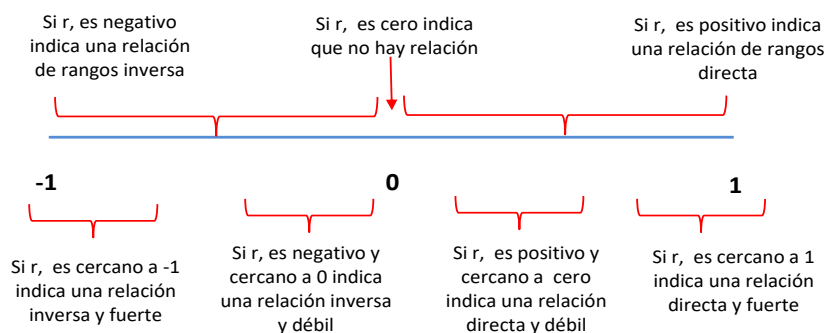 Si r, es negativo
indica una relación
de rangos inversa
Si r, es cero indica
que no hay relación
Si r, es positivo indica
una relación de rangos
directa
-1
0
1
Si r, es cercano a -1
indica una relación
inversa y fuerte
Si r, es negativo y
cercano a 0 indica
una relación inversa
y débil
Si r, es positivo y
cercano a cero
indica una relación
directa y débil
Si r, es cercano a 1
indica una relación
directa y fuerte